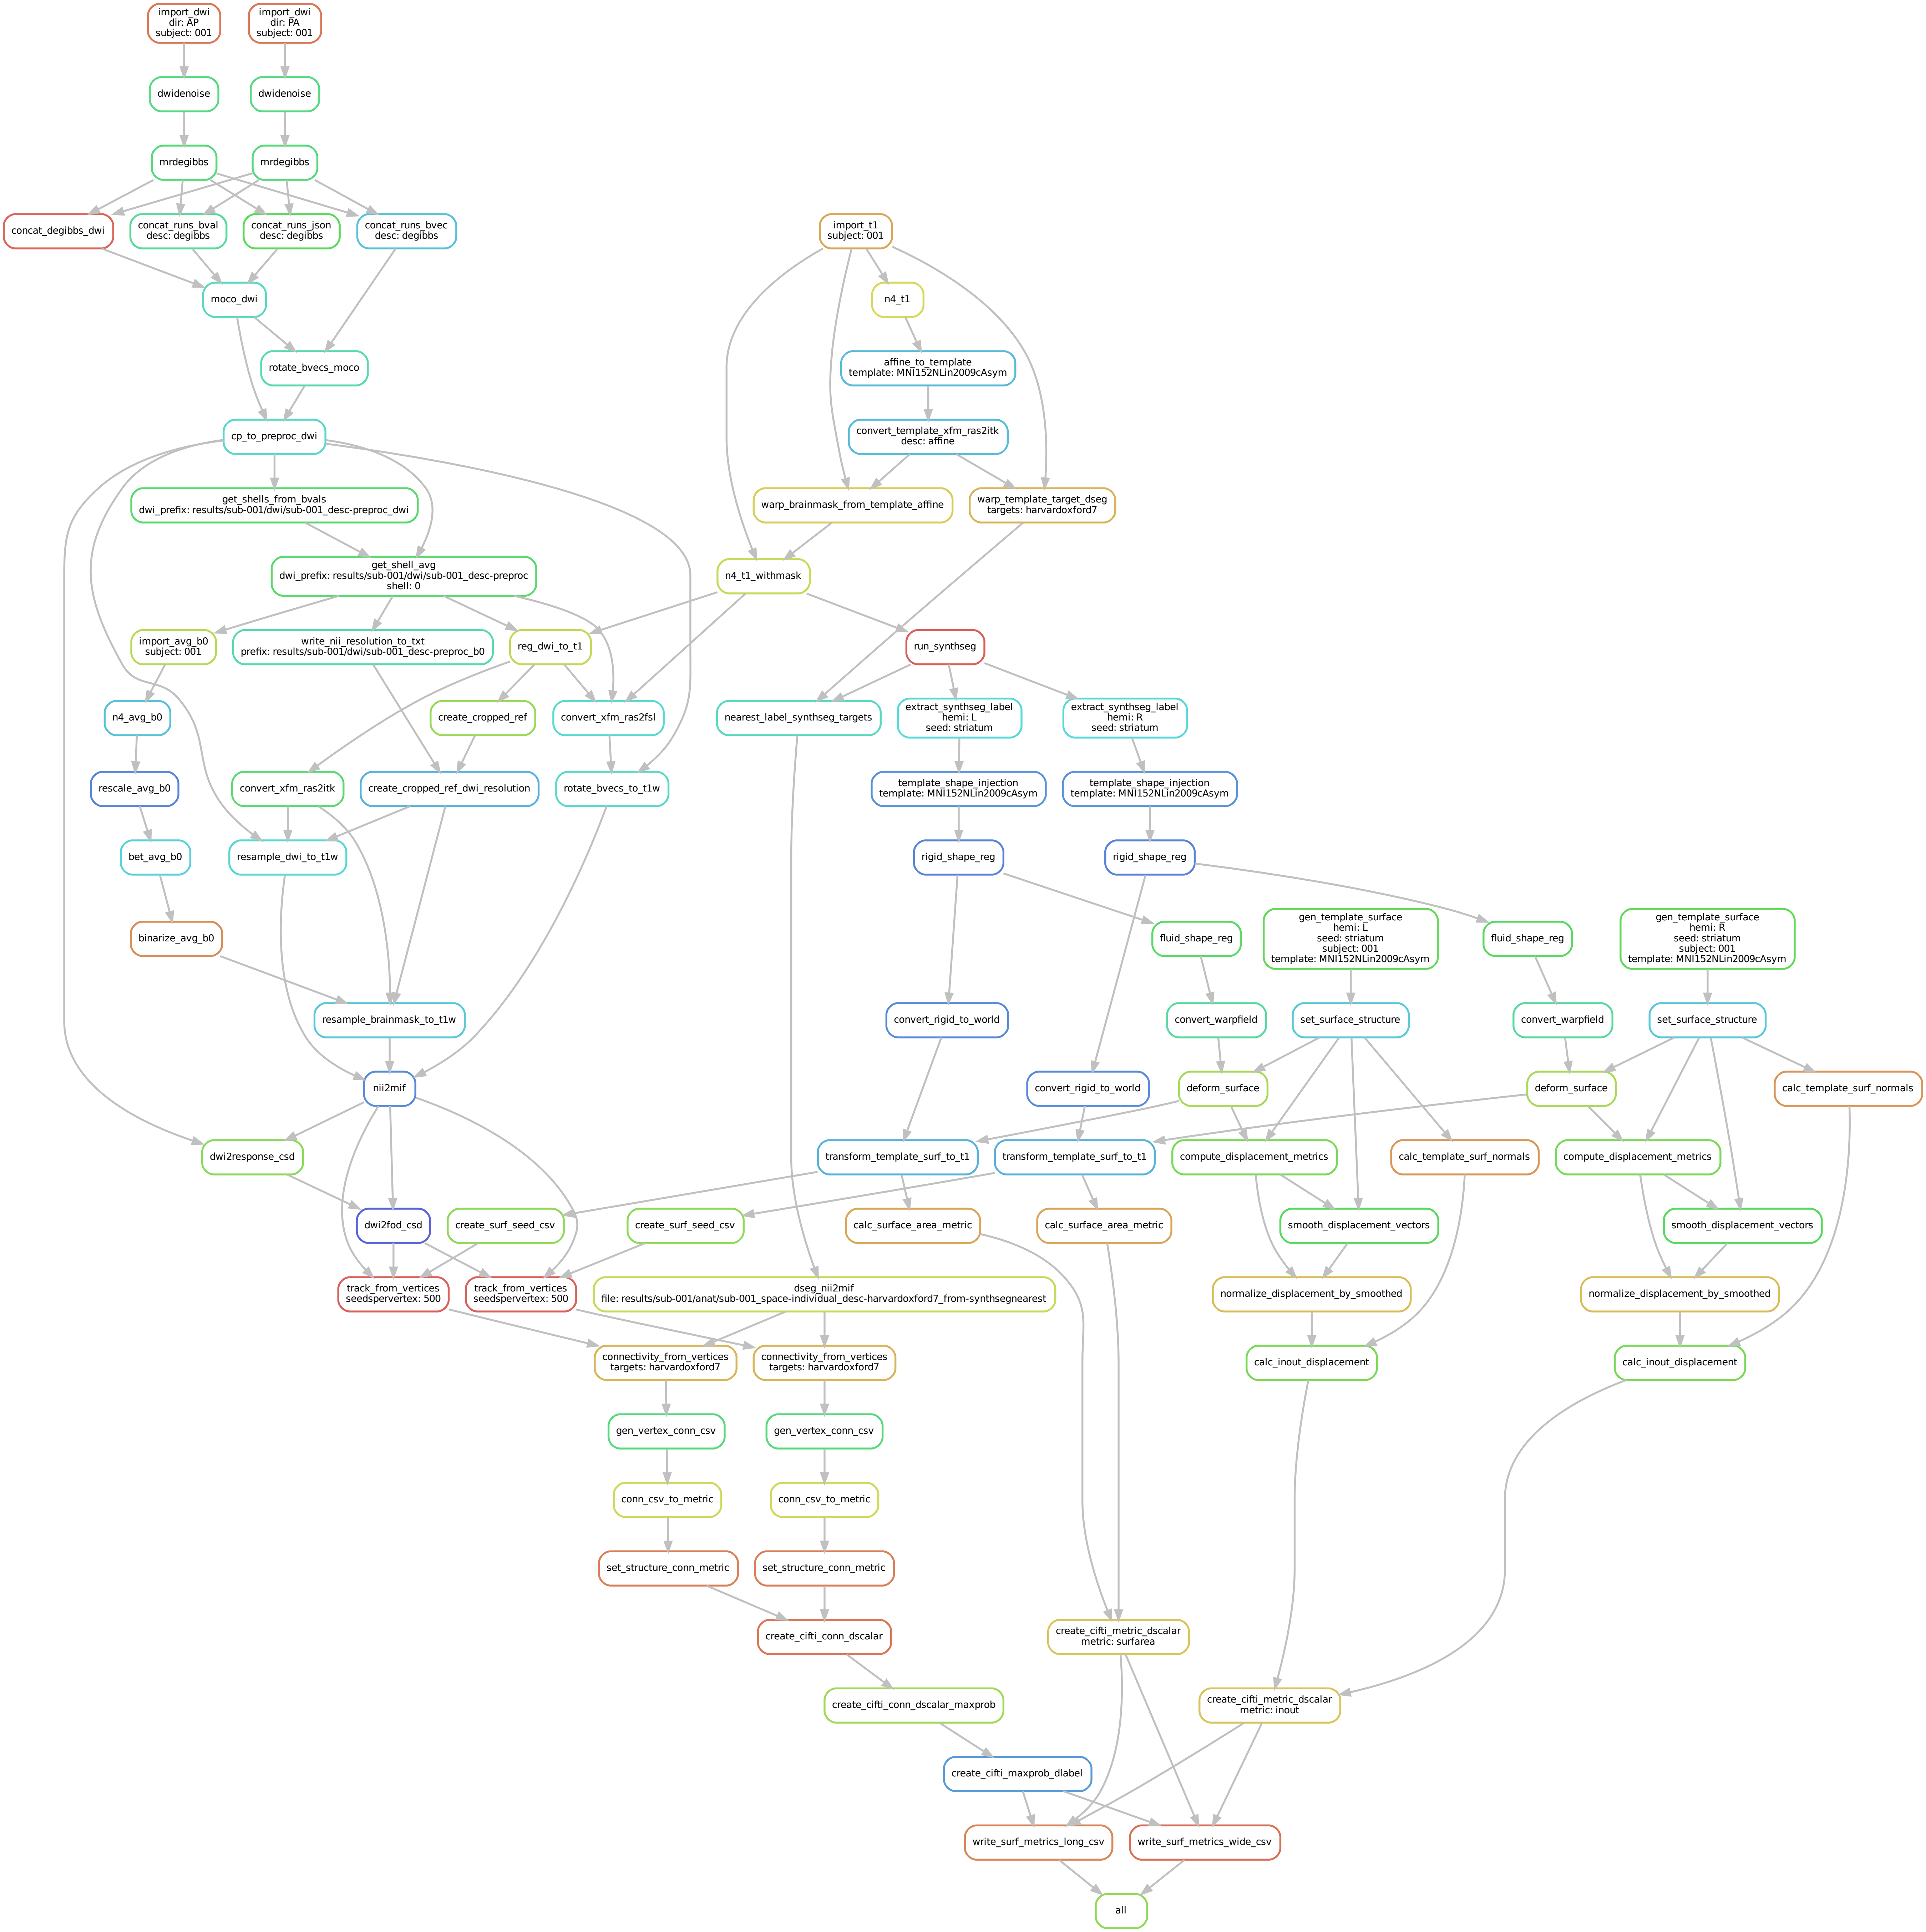 import_dwi
dir: AP
subject: 001
import_dwi
dir: PA
subject: 001
dwidenoise
dwidenoise
mrdegibbs
mrdegibbs
concat_degibbs_dwi
concat_runs_bval
desc: degibbs
concat_runs_json
desc: degibbs
concat_runs_bvec
desc: degibbs
import_t1
subject: 001
moco_dwi
n4_t1
rotate_bvecs_moco
affine_to_template
template: MNI152NLin2009cAsym
cp_to_preproc_dwi
convert_template_xfm_ras2itk
desc: affine
get_shells_from_bvals
dwi_prefix: results/sub-001/dwi/sub-001_desc-preproc_dwi
warp_brainmask_from_template_affine
warp_template_target_dseg
targets: harvardoxford7
get_shell_avg
dwi_prefix: results/sub-001/dwi/sub-001_desc-preproc
shell: 0
n4_t1_withmask
import_avg_b0
subject: 001
write_nii_resolution_to_txt
prefix: results/sub-001/dwi/sub-001_desc-preproc_b0
reg_dwi_to_t1
run_synthseg
n4_avg_b0
create_cropped_ref
convert_xfm_ras2fsl
nearest_label_synthseg_targets
extract_synthseg_label
hemi: L
seed: striatum
extract_synthseg_label
hemi: R
seed: striatum
rescale_avg_b0
convert_xfm_ras2itk
create_cropped_ref_dwi_resolution
rotate_bvecs_to_t1w
template_shape_injection
template: MNI152NLin2009cAsym
template_shape_injection
template: MNI152NLin2009cAsym
bet_avg_b0
resample_dwi_to_t1w
rigid_shape_reg
rigid_shape_reg
binarize_avg_b0
fluid_shape_reg
gen_template_surface
hemi: L
seed: striatum
subject: 001
template: MNI152NLin2009cAsym
fluid_shape_reg
gen_template_surface
hemi: R
seed: striatum
subject: 001
template: MNI152NLin2009cAsym
resample_brainmask_to_t1w
convert_rigid_to_world
convert_warpfield
set_surface_structure
convert_warpfield
set_surface_structure
nii2mif
convert_rigid_to_world
deform_surface
deform_surface
calc_template_surf_normals
dwi2response_csd
transform_template_surf_to_t1
transform_template_surf_to_t1
compute_displacement_metrics
calc_template_surf_normals
compute_displacement_metrics
dwi2fod_csd
create_surf_seed_csv
create_surf_seed_csv
calc_surface_area_metric
calc_surface_area_metric
smooth_displacement_vectors
smooth_displacement_vectors
track_from_vertices
seedspervertex: 500
track_from_vertices
seedspervertex: 500
dseg_nii2mif
file: results/sub-001/anat/sub-001_space-individual_desc-harvardoxford7_from-synthsegnearest
normalize_displacement_by_smoothed
normalize_displacement_by_smoothed
connectivity_from_vertices
targets: harvardoxford7
connectivity_from_vertices
targets: harvardoxford7
calc_inout_displacement
calc_inout_displacement
gen_vertex_conn_csv
gen_vertex_conn_csv
conn_csv_to_metric
conn_csv_to_metric
set_structure_conn_metric
set_structure_conn_metric
create_cifti_conn_dscalar
create_cifti_metric_dscalar
metric: surfarea
create_cifti_conn_dscalar_maxprob
create_cifti_metric_dscalar
metric: inout
create_cifti_maxprob_dlabel
write_surf_metrics_long_csv
write_surf_metrics_wide_csv
all